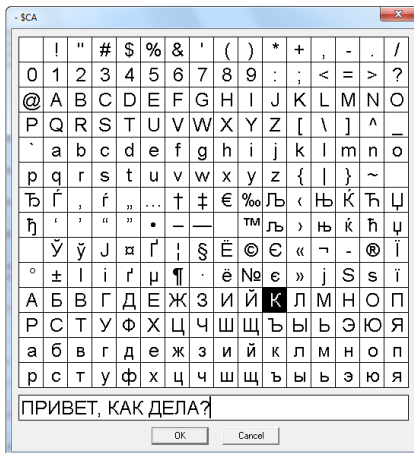 - $CA
! " # $ % & ' ( ) * + , - . /
0 1 2 3 4 5 6 7 8 9 : ; < = > ?
@ A B C D E F G H I J K L M N O
P Q R S T U V W X Y Z [ \ ] ^ _
` a b c d e f g h i j k l m n o
p q r s t u v w x y z { | } ~
Ђ Ѓ ‚ ѓ „ … † ‡ € ‰ Љ ‹ Њ Ќ Ћ Џ
ђ ‘ ’ “ ” • – — ™ љ › њ ќ ћ џ
Ў ў Ј ¤ Ґ ¦ § Ё © Є « ¬ - ® Ї
° ± І і ґ µ ¶ · ё № є » ј Ѕ ѕ ї
А Б В Г Д Е Ж З И Й К Л М Н О П
Р С Т У Ф Х Ц Ч Ш Щ Ъ Ы Ь Э Ю Я
а б в г д е ж з и й к л м н о п
р с т у ф х ц ч ш щ ъ ы ь э ю я
ПРИВЕТ, КАК ДЕЛА?
OK Cancel